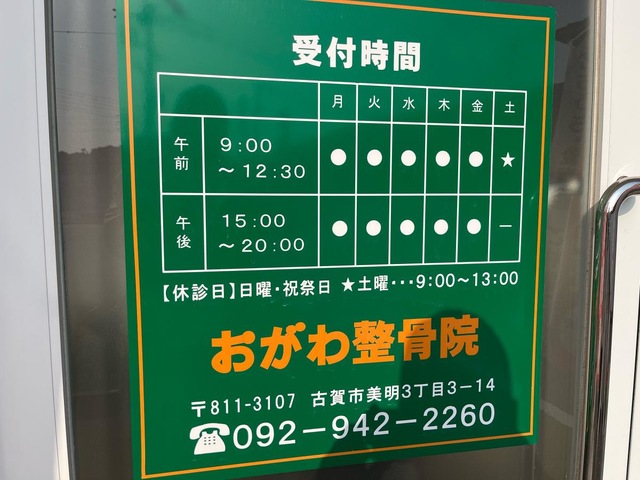 受付時間
月 火 水 木 金 土
午前 9:00～12:30 ● ● ● ● ● ★
午後 15:00～20:00 ● ● ● ● ● ―
【休診日】日曜・祝祭日 ★土曜･･･9:00～13:00
おがわ整骨院
〒811-3107 古賀市美明3丁目3－14
☎092－942－2260